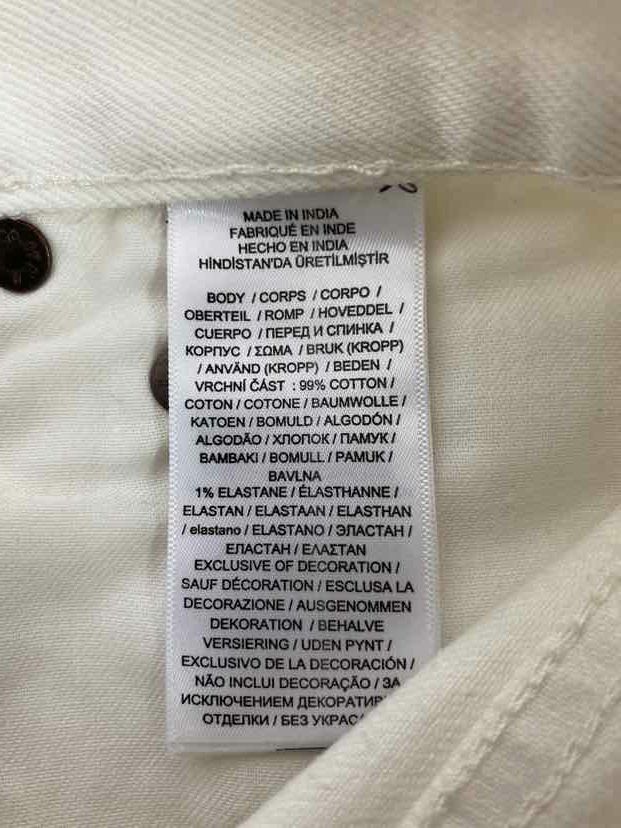 MADE IN INDIA
FABRIQUÉ EN INDE
HECHO EN INDIA
HİNDİSTAN'DA ÜRETİLMİŞTİR
BODY / CORPS / CORPO /
OBERTEIL / ROMP / HOVEDDEL /
CUERPO / ПЕРЕД И СПИНКА /
КОРПУС / ΣΩΜΑ / BRUK (KROPP)
/ ANVÄND (KROPP) / BEDEN /
VRCHNÍ ČÁST : 99% COTTON /
COTON / COTONE / BAUMWOLLE /
KATOEN / BOMULD / ALGODÓN /
ALGODÃO / ХЛОПОК / ПАМУК /
BAMBAKI / BOMULL / PAMUK /
BAVLNA
1% ELASTANE / ÉLASTHANNE /
ELASTAN / ELASTAAN / ELASTHAN
/ elastano / ELASTANO / ЭЛАСТАН /
ЕЛАСТАН / ΕΛΑΣΤΑΝ
EXCLUSIVE OF DECORATION /
SAUF DÉCORATION / ESCLUSA LA
DECORAZIONE / AUSGENOMMEN
DEKORATION / BEHALVE
VERSIERING / UDEN PYNT /
EXCLUSIVO DE LA DECORACIÓN /
NÃO INCLUI DECORAÇÃO / ЗА
ИСКЛЮЧЕНИЕМ
ОТДЕЛКИ / БЕЗ